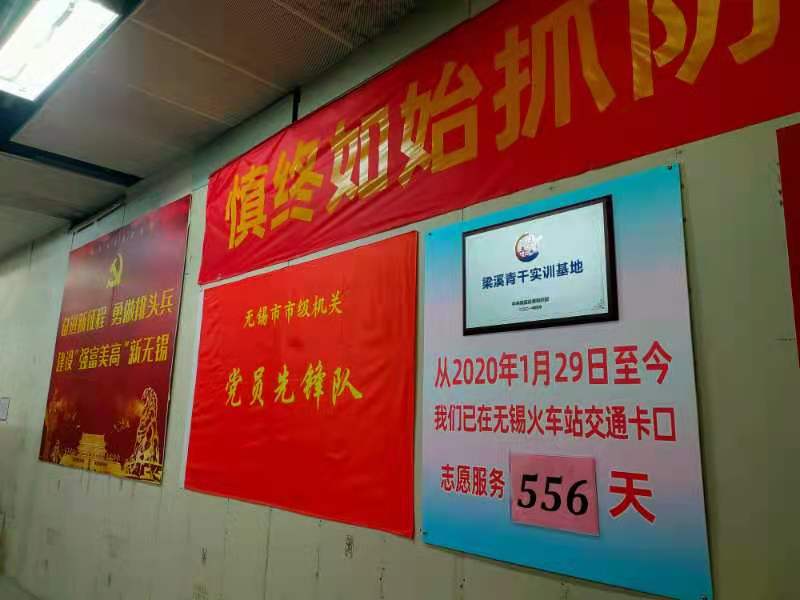 慎终如始抓防
奋进新征程 勇做排头兵
建设"强富美高"新无锡
无锡市市级机关
党员先锋队
梁溪青干实训基地
从2020年1月29日至今
我们已在无锡火车站交通卡口
志愿服务 556 天